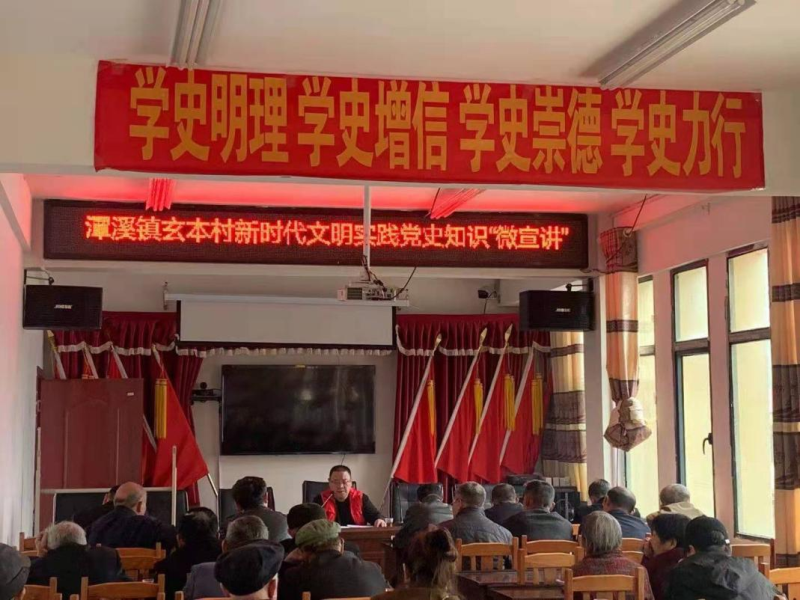 学史明理 学史增信 学史崇德 学史力行
潭溪镇玄本村新时代文明实践党史知识“微宣讲”